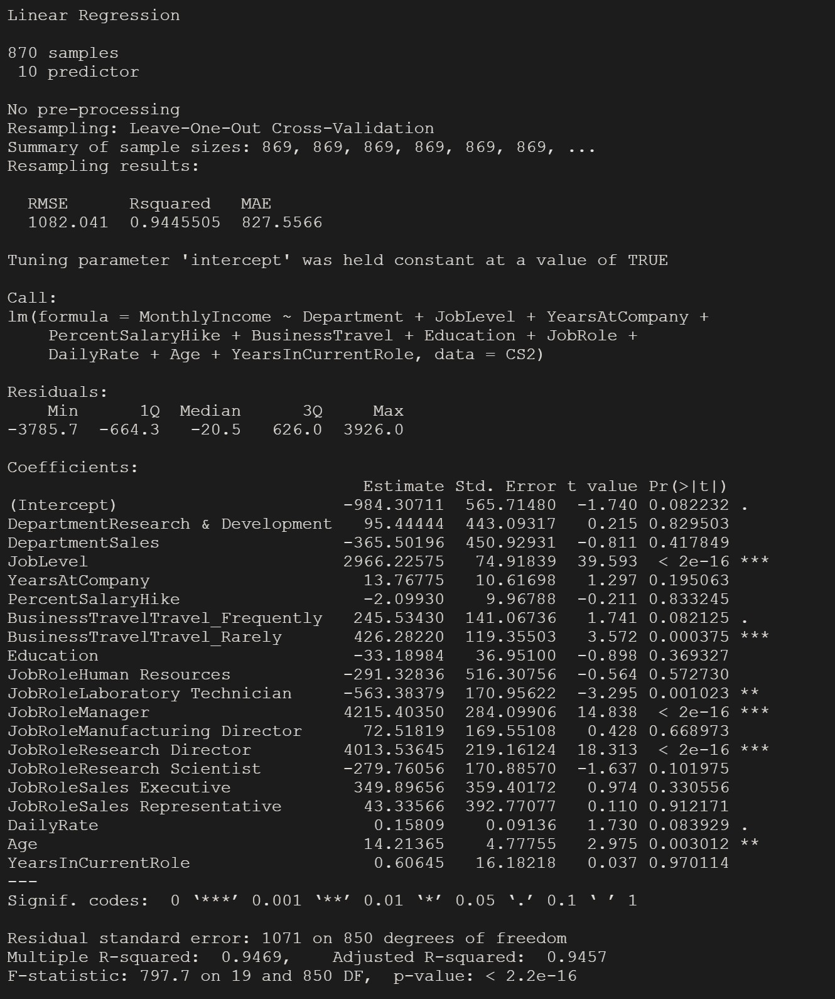 Linear Regression

870 samples
 10 predictor

No pre-processing
Resampling: Leave-One-Out Cross-Validation
Summary of sample sizes: 869, 869, 869, 869, 869, 869, ...
Resampling results:

  RMSE      Rsquared   MAE
  1082.041  0.9445505  827.5566

Tuning parameter 'intercept' was held constant at a value of TRUE

Call:
lm(formula = MonthlyIncome ~ Department + JobLevel + YearsAtCompany +
    PercentSalaryHike + BusinessTravel + Education + JobRole +
    DailyRate + Age + YearsInCurrentRole, data = CS2)

Residuals:
    Min      1Q  Median      3Q     Max
-3785.7  -664.3   -20.5   626.0  3926.0

Coefficients:
                                   Estimate Std. Error t value Pr(>|t|)
(Intercept)                      -984.30711  565.71480  -1.740 0.082232 .
DepartmentResearch & Development   95.44444  443.09317   0.215 0.829503
DepartmentSales                  -365.50196  450.92931  -0.811 0.417849
JobLevel                         2966.22575   74.91839  39.593  < 2e-16 ***
YearsAtCompany                     13.76775   10.61698   1.297 0.195063
PercentSalaryHike                  -2.09930    9.96788  -0.211 0.833245
BusinessTravelTravel_Frequently   245.53430  141.06736   1.741 0.082125 .
BusinessTravelTravel_Rarely       426.28220  119.35503   3.572 0.000375 ***
Education                         -33.18984   36.95100  -0.898 0.369327
JobRoleHuman Resources           -291.32836  516.30756  -0.564 0.572730
JobRoleLaboratory Technician     -563.38379  170.95622  -3.295 0.001023 **
JobRoleManager                   4215.40350  284.09906  14.838  < 2e-16 ***
JobRoleManufacturing Director      72.51819  169.55108   0.428 0.668973
JobRoleResearch Director         4013.53645  219.16124  18.313  < 2e-16 ***
JobRoleResearch Scientist        -279.76056  170.88570  -1.637 0.101975
JobRoleSales Executive            349.89656  359.40172   0.974 0.330556
JobRoleSales Representative        43.33566  392.77077   0.110 0.912171
DailyRate                           0.15809    0.09136   1.730 0.083929 .
Age                                14.21365    4.77755   2.975 0.003012 **
YearsInCurrentRole                  0.60645   16.18218   0.037 0.970114
---
Signif. codes:  0 ‘***’ 0.001 ‘**’ 0.01 ‘*’ 0.05 ‘.’ 0.1 ‘ ’ 1

Residual standard error: 1071 on 850 degrees of freedom
Multiple R-squared:  0.9469,    Adjusted R-squared:  0.9457
F-statistic: 797.7 on 19 and 850 DF,  p-value: < 2.2e-16